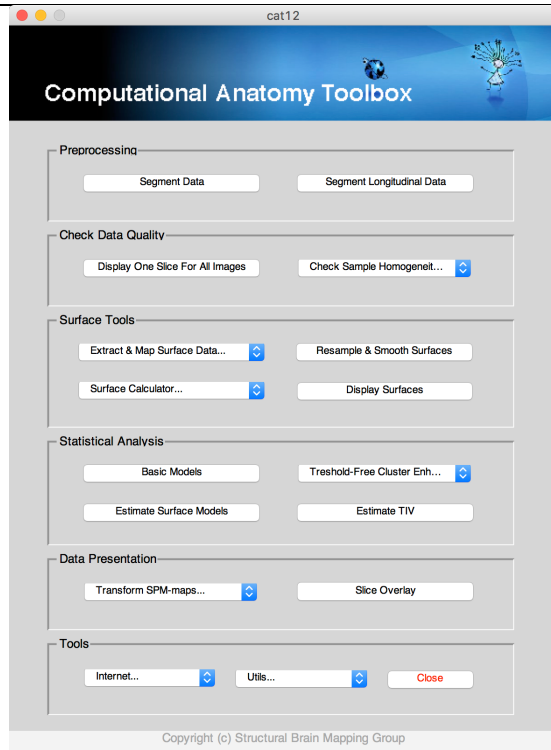 cat12
Computational Anatomy Toolbox
Preprocessing
Segment Data
Segment Longitudinal Data
Check Data Quality
Display One Slice For All Images
Check Sample Homogeneit...
Surface Tools
Extract & Map Surface Data...
Resample & Smooth Surfaces
Surface Calculator...
Display Surfaces
Statistical Analysis
Basic Models
Treshold-Free Cluster Enh...
Estimate Surface Models
Estimate TIV
Data Presentation
Transform SPM-maps...
Slice Overlay
Tools
Internet...
Utils...
Close
Copyright (c) Structural Brain Mapping Group